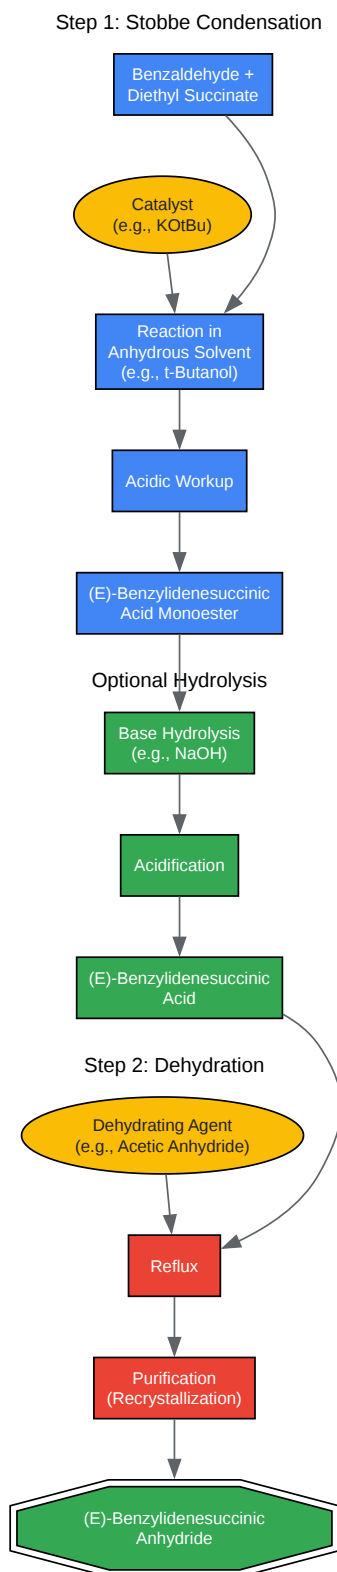 Step 1: Stobbe Condensation
Benzaldehyde +
Diethyl Succinate
Catalyst
(e.g., KOtBu)
Reaction in
Anhydrous Solvent
(e.g., t-Butanol)
Acidic Workup
(E)-Benzylidenesuccinic
Acid Monoester
Optional Hydrolysis
Base Hydrolysis
(e.g., NaOH)
Acidification
(E)-Benzylidenesuccinic
Acid
Step 2: Dehydration
Dehydrating Agent
(e.g., Acetic Anhydride)
Reflux
Purification
(Recrystallization)
(E)-Benzylidenesuccinic
Anhydride